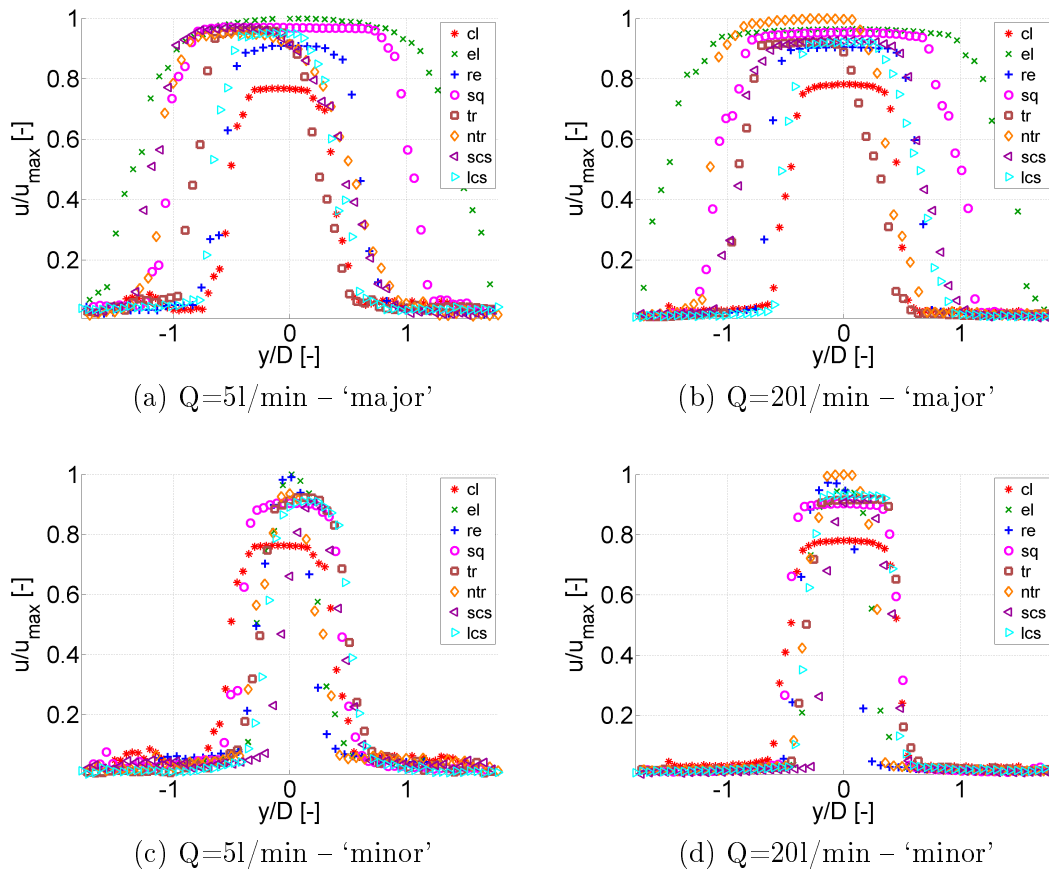 1
0.8
0.6
0.4
0.2
u/u_max [-]
-1 0 1
y/D [-]
cl
el
re
sq
tr
ntr
scs
lcs
(a) Q=5l/min – ‘major’
1
0.8
0.6
0.4
0.2
u/u_max [-]
-1 0 1
y/D [-]
cl
el
re
sq
tr
ntr
scs
lcs
(b) Q=20l/min – ‘major’
1
0.8
0.6
0.4
0.2
u/u_max [-]
-1 0 1
y/D [-]
cl
el
re
sq
tr
ntr
scs
lcs
(c) Q=5l/min – ‘minor’
1
0.8
0.6
0.4
0.2
u/u_max [-]
-1 0 1
y/D [-]
cl
el
re
sq
tr
ntr
scs
lcs
(d) Q=20l/min – ‘minor’